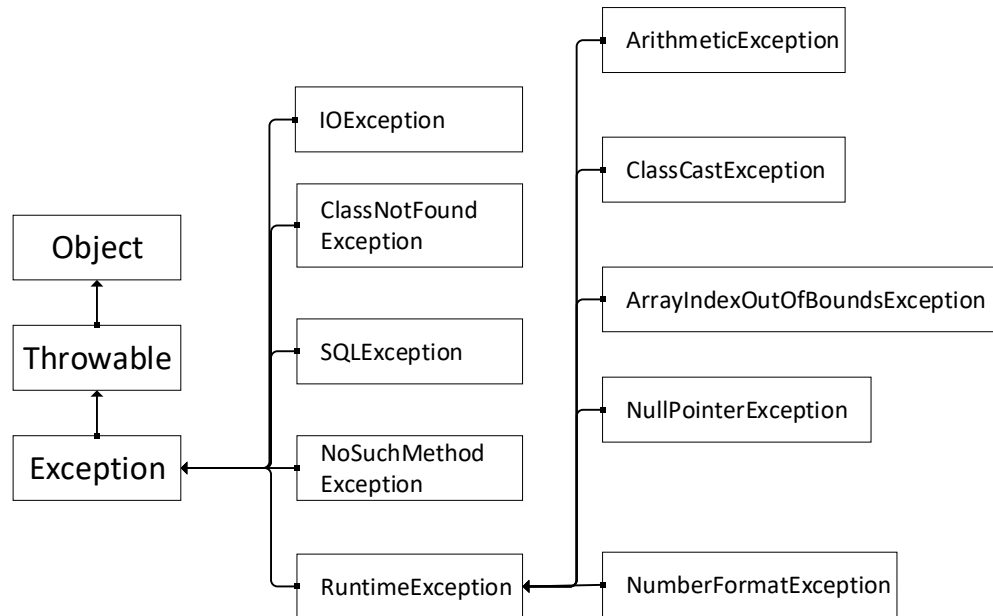 Object
Throwable
Exception
IOException
ClassNotFound
Exception
SQLException
NoSuchMethod
Exception
RuntimeException
ArithmeticException
ClassCastException
ArrayIndexOutOfBoundsException
NullPointerException
NumberFormatException